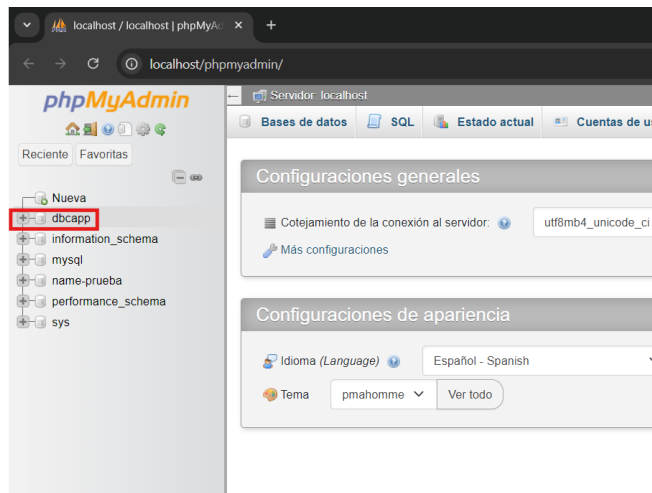 localhost / localhost | phpMyAd
localhost/phpmyadmin/
phpMyAdmin
Reciente Favoritas
Nueva
dbcapp
information_schema
mysql
name-prueba
performance_schema
sys
Servidor: localhost
Bases de datos SQL Estado actual Cuentas de u
Configuraciones generales
Cotejamiento de la conexión al servidor: utf8mb4_unicode_ci
Más configuraciones
Configuraciones de apariencia
Idioma (Language) Español - Spanish
Tema pmahomme Ver todo